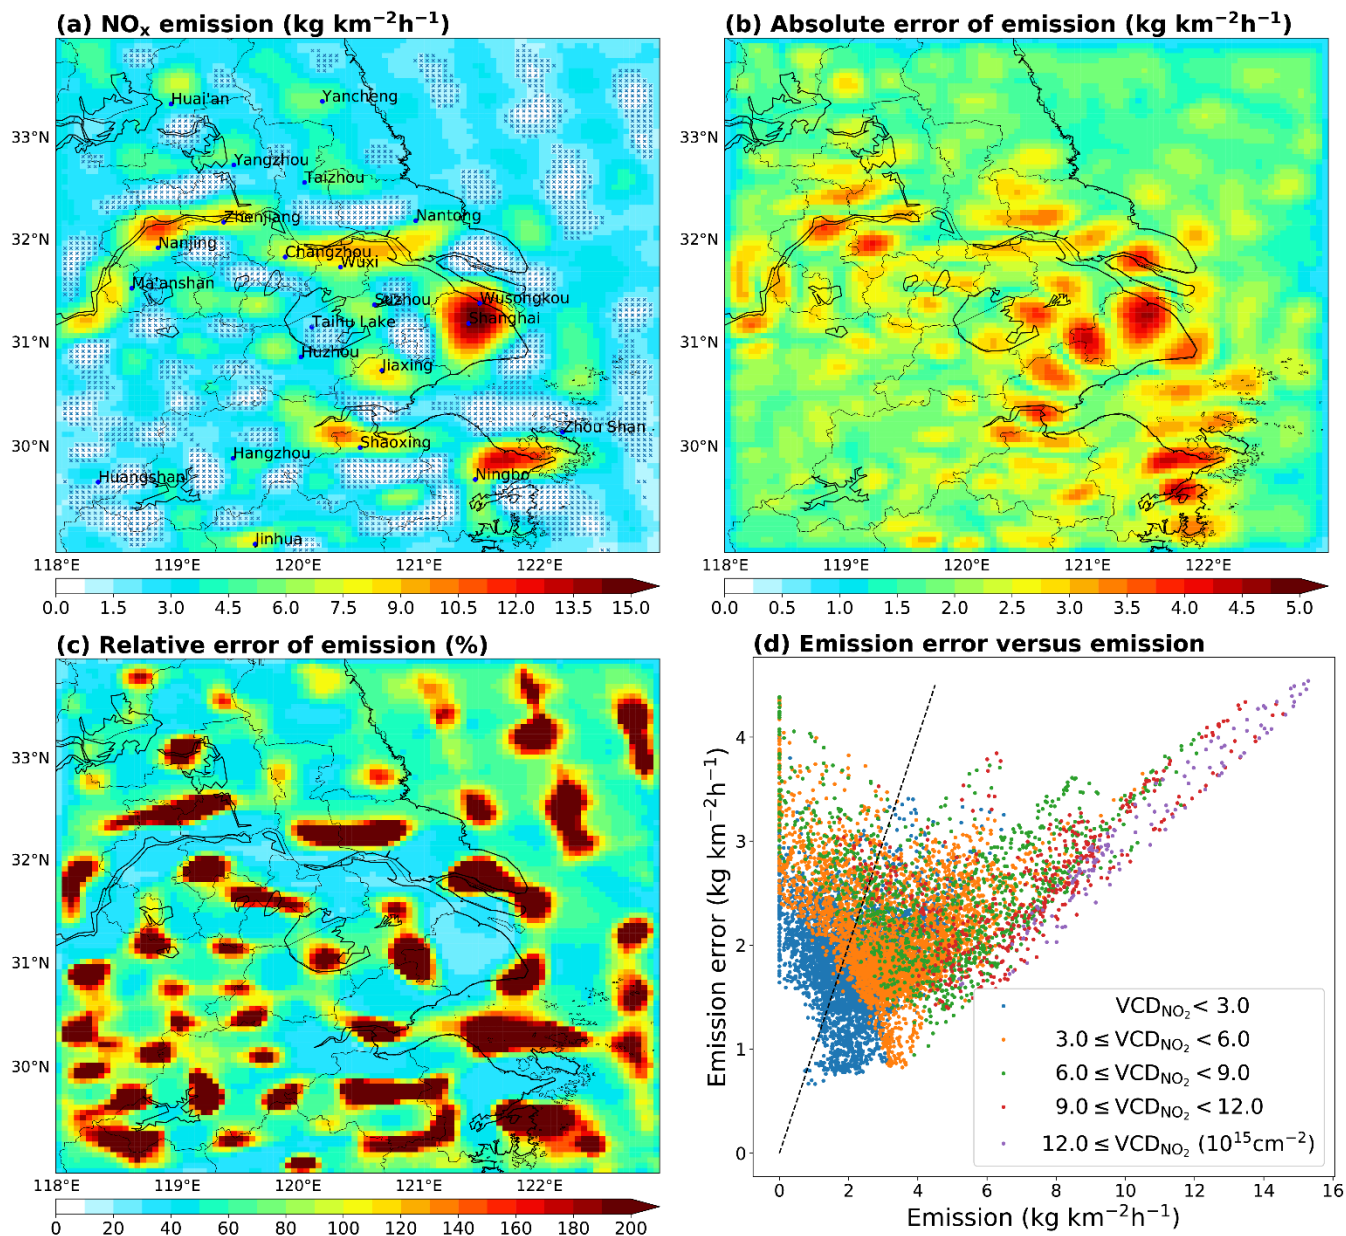 (a) NOₓ emission (kg km⁻²h⁻¹)
Huai'an
Yancheng
Yangzhou
Taizhou
Zhenjiang
Nantong
Nanjing
Changzhou
Wuxi
Ma'anshan
Suzhou
Wusongkou
Taihu Lake
Shanghai
Huzhou
Jiaxing
Zhou Shan
Shaoxing
Hangzhou
Huangshan
Ningbo
Jinhua
33°N
32°N
31°N
30°N
118°E 119°E 120°E 121°E 122°E
0.0 1.5 3.0 4.5 6.0 7.5 9.0 10.5 12.0 13.5 15.0
(b) Absolute error of emission (kg km⁻²h⁻¹)
33°N
32°N
31°N
30°N
118°E 119°E 120°E 121°E 122°E
0.0 0.5 1.0 1.5 2.0 2.5 3.0 3.5 4.0 4.5 5.0
(c) Relative error of emission (%)
33°N
32°N
31°N
30°N
118°E 119°E 120°E 121°E 122°E
0 20 40 60 80 100 120 140 160 180 200
(d) Emission error versus emission
Emission error (kg km⁻²h⁻¹)
4
3
2
1
0
VCD_NO₂ < 3.0
3.0 ≤ VCD_NO₂ < 6.0
6.0 ≤ VCD_NO₂ < 9.0
9.0 ≤ VCD_NO₂ < 12.0
12.0 ≤ VCD_NO₂ (10¹⁵cm⁻²)
0 2 4 6 8 10 12 14 16
Emission (kg km⁻²h⁻¹)